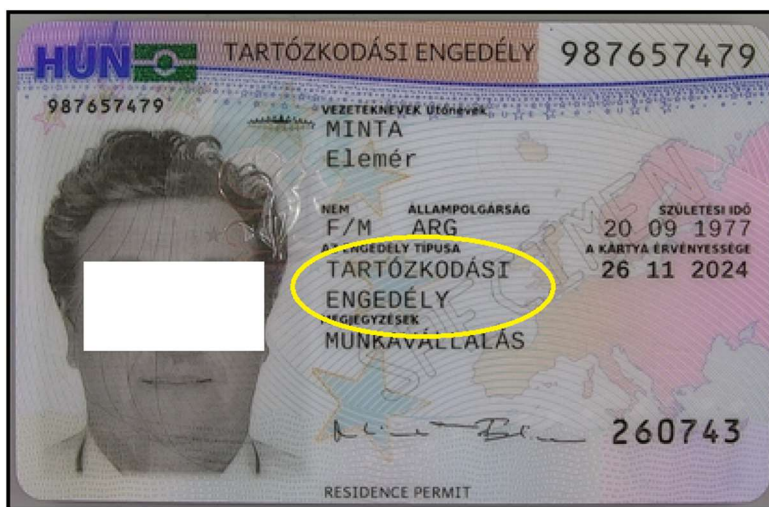 HUN TARTÓZKODÁSI ENGEDÉLY 987657479
987657479
VEZETÉKNEVEK Utónevek
MINTA
Elemér
NEM ÁLLAMPOLGÁRSÁG SZÜLETÉSI IDŐ
F/M ARG 20 09 1977
AZ ENGEDÉLY TÍPUSA A KÁRTYA ÉRVÉNYESSÉGE
TARTÓZKODÁSI 26 11 2024
ENGEDÉLY
MEGJEGYZÉSEK
MUNKAVÁLLALÁS
SPECIMEN
260743
RESIDENCE PERMIT